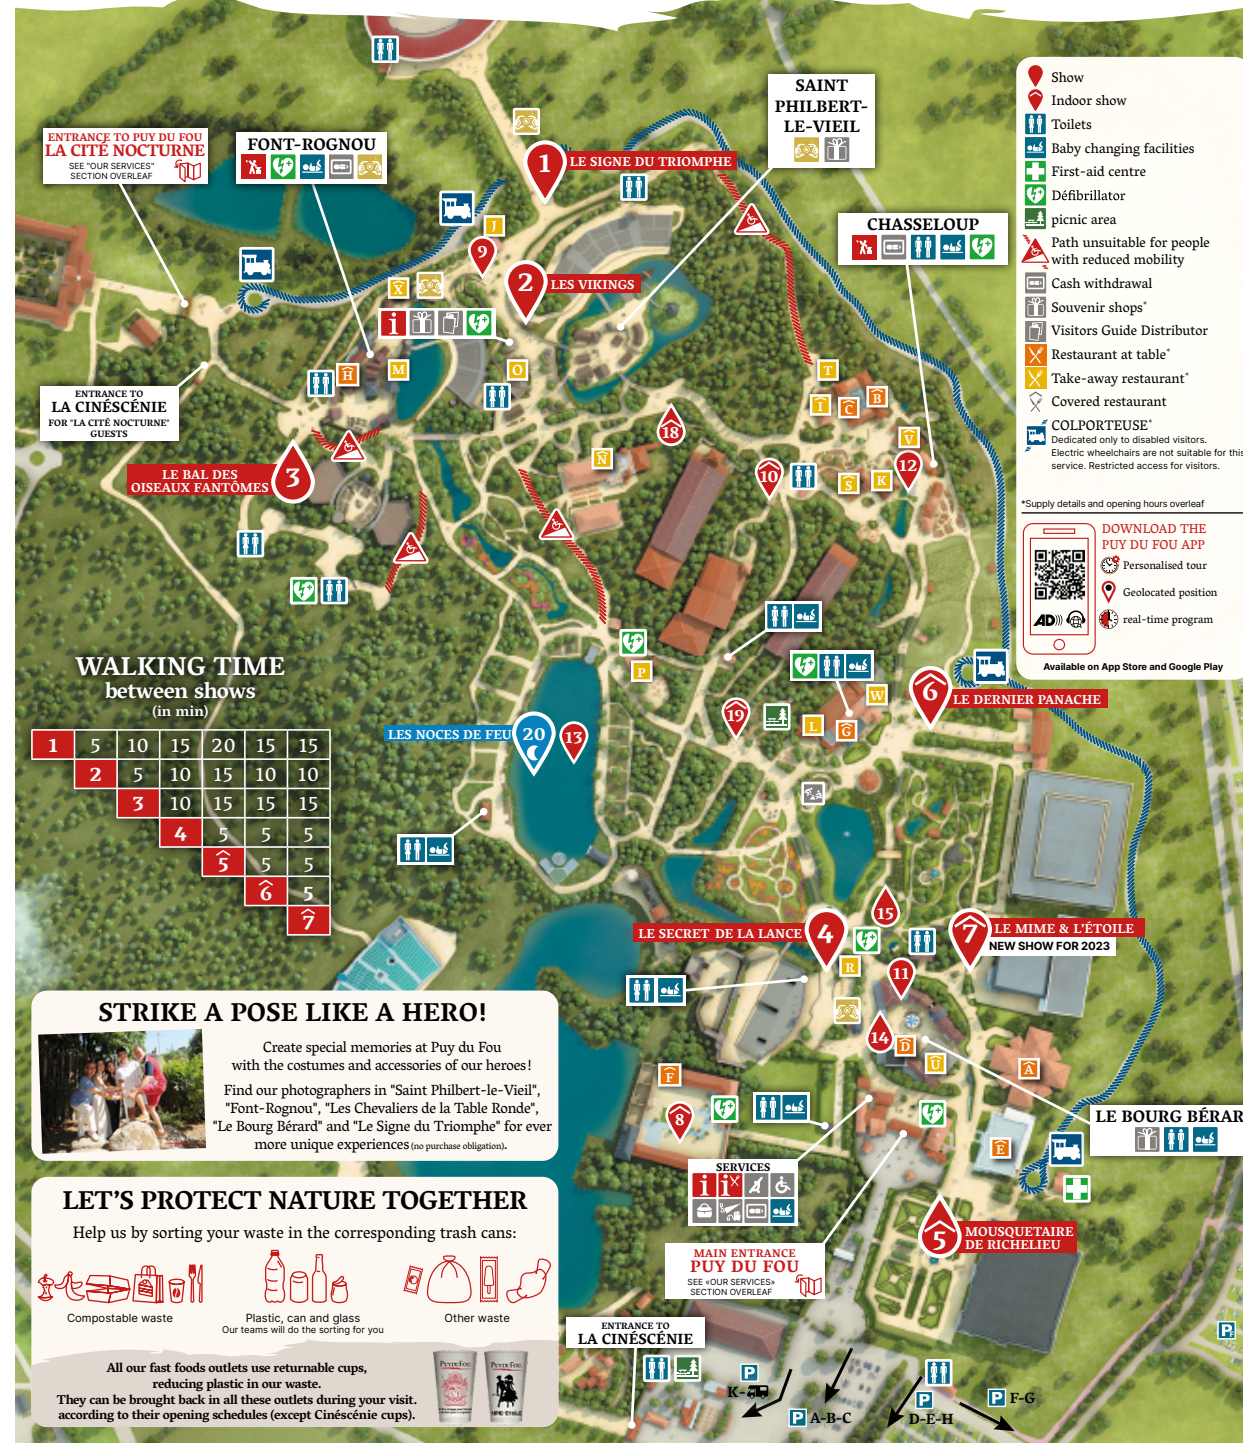 SAINT
PHILBERT-
LE-VIEIL
ENTRANCE TO PUY DU FOU
LA CITÉ NOCTURNE
SEE "OUR SERVICES"
SECTION OVERLEAF
FONT-ROGNOU
1
LE SIGNE DU TRIOMPHE
CHASSELOUP
J
9
2
LES VIKINGS
X
H
M
O
T
I
C
B
V
ENTRANCE TO
LA CINÉSCÉNIE
FOR "LA CITÉ NOCTURNE"
GUESTS
LE BAL DES
OISEAUX FANTÔMES
3
18
N
10
S
K
12
Show
Indoor show
Toilets
Baby changing facilities
First-aid centre
Défibrillator
picnic area
Path unsuitable for people
with reduced mobility
Cash withdrawal
Souvenir shops*
Visitors Guide Distributor
Restaurant at table*
Take-away restaurant*
Covered restaurant
COLPORTEUSE*
Dedicated only to disabled visitors.
Electric wheelchairs are not suitable for this
service. Restricted access for visitors.
*Supply details and opening hours overleaf
DOWNLOAD THE
PUY DU FOU APP
Personalised tour
Geolocated position
AD
real-time program
Available on App Store and Google Play
WALKING TIME
between shows
(in min)
1 5 10 15 20 15 15
2 5 10 15 10 10
3 10 15 15 15
4 5 5 5
5 5 5
6 5
7
P
W
19
L
G
6
LE DERNIER PANACHE
LES NOCES DE FEU
20
13
15
LE SECRET DE LA LANCE
4
R
11
7
LE MIME & L'ÉTOILE
NEW SHOW FOR 2023
14
D
U
A
F
8
E
LE BOURG BÉRAR
SERVICES
5
MOUSQUETAIRE
DE RICHELIEU
MAIN ENTRANCE
PUY DU FOU
SEE «OUR SERVICES»
SECTION OVERLEAF
ENTRANCE TO
LA CINÉSCÉNIE
P
K-
P A-B-C
P
D-E-H
P F-G
P
STRIKE A POSE LIKE A HERO!
Create special memories at Puy du Fou
with the costumes and accessories of our heroes!
Find our photographers in "Saint Philbert-le-Vieil",
"Font-Rognou", "Les Chevaliers de la Table Ronde",
"Le Bourg Bérard" and "Le Signe du Triomphe" for ever
more unique experiences (no purchase obligation).
LET'S PROTECT NATURE TOGETHER
Help us by sorting your waste in the corresponding trash cans:
Compostable waste
Plastic, can and glass
Our teams will do the sorting for you
Other waste
All our fast foods outlets use returnable cups,
reducing plastic in our waste.
They can be brought back in all these outlets during your visit.
according to their opening schedules (except Cinéscénie cups).
PUY DU FOU
PUY DU FOU